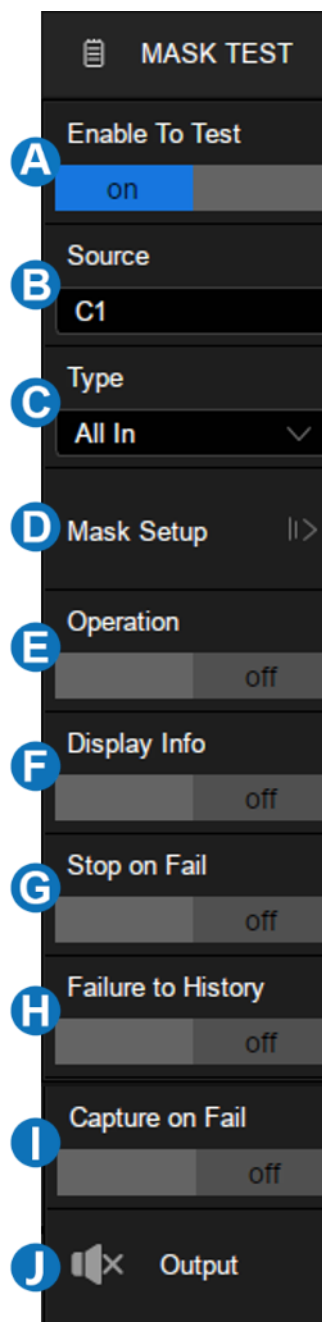 MASK TEST
A
Enable To Test
on
B
Source
C1
C
Type
All In
D
Mask Setup
E
Operation
off
F
Display Info
off
G
Stop on Fail
off
H
Failure to History
off
I
Capture on Fail
off
J
Output